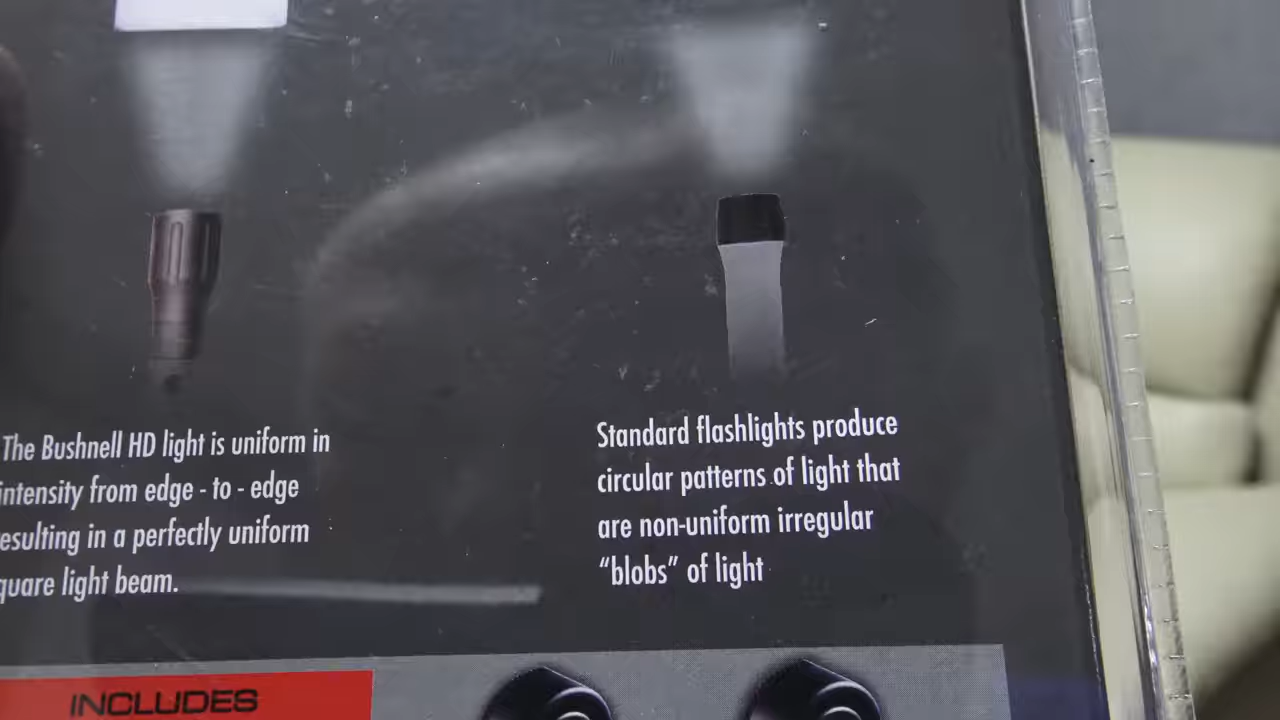 The Bushnell HD light is uniform in
intensity from edge - to - edge
esulting in a perfectly uniform
quare light beam.
Standard flashlights produce
circular patterns of light that
are non-uniform irregular
“blobs” of light
INCLUDES